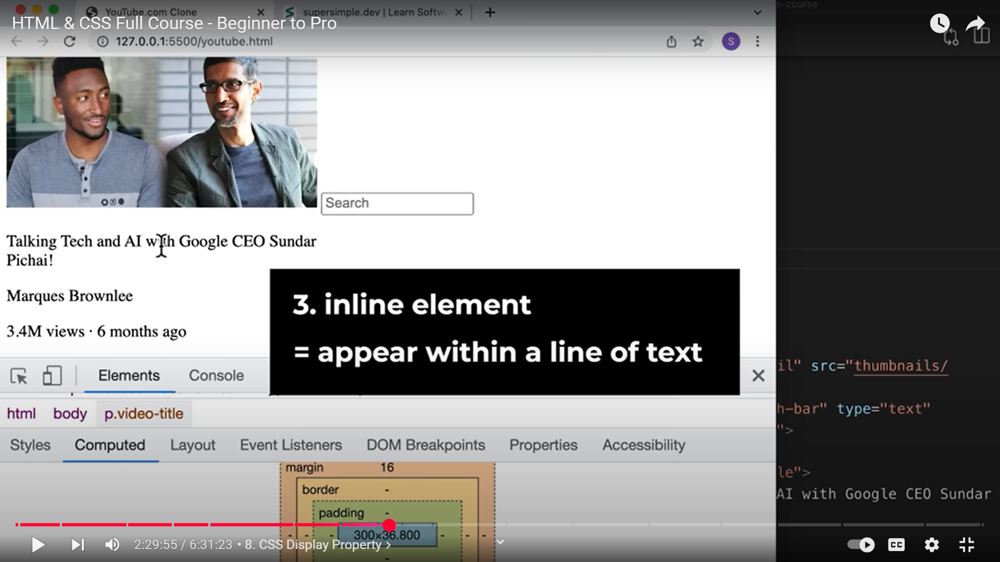 YouTube.com Clone
supersimple.dev | Learn Softw
s-course
HTML & CSS Full Course - Beginner to Pro
127.0.0.1:5500/youtube.html
S
Search
Talking Tech and AI with Google CEO Sundar
Pichai!
Marques Brownlee
3.4M views · 6 months ago
3. inline element
= appear within a line of text
Elements
Console
il" src="thumbnails/
h-bar" type="text"
">
le">
AI with Google CEO Sundar
html body p.video-title
Styles Computed Layout Event Listeners DOM Breakpoints Properties Accessibility
margin 16
border -
padding -
- - - 300×36.800 - - -
-
2:29:55 / 6:31:23 • 8. CSS Display Property
CC